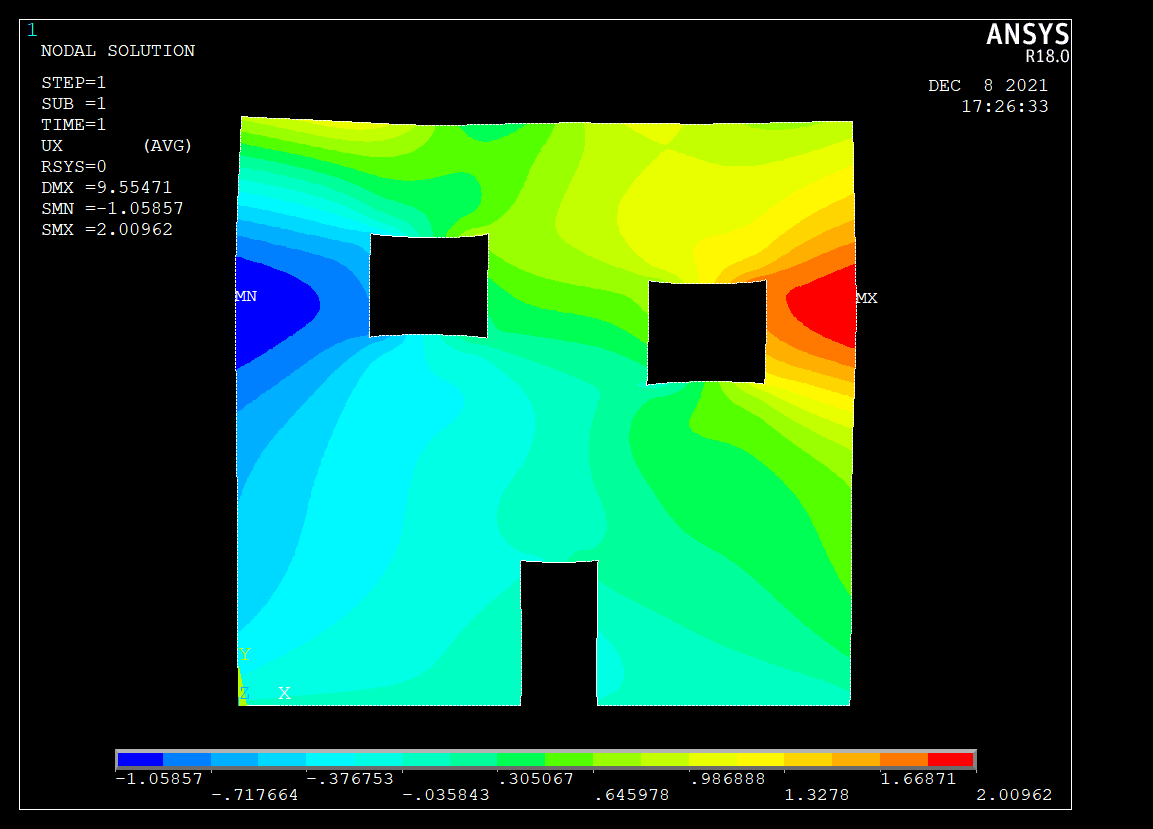 1
ANSYS
R18.0
NODAL SOLUTION
STEP=1
SUB =1
TIME=1
UX (AVG)
RSYS=0
DMX =9.55471
SMN =-1.05857
SMX =2.00962
DEC 8 2021
17:26:33
MN
MX
Y
Z X
-1.05857 -.376753 .305067 .986888 1.66871
-.717664 -.035843 .645978 1.3278 2.00962